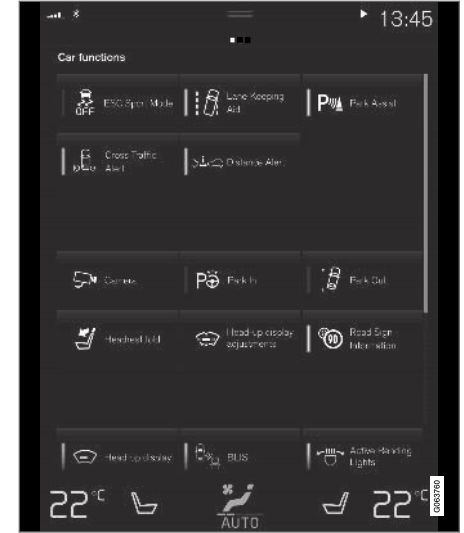 13:45
Car functions
OFF
ESC Sport Mode
Lane Keeping
Aid
P
Park Assist
Cross Traffic
Alert
Distance Alert
Camera
P
Park In
Park Out
Headrest fold
Head-up display
adjustments
90
Road Sign
Information
Head-up display
BLIS
Active Bending
Lights
22°C
AUTO
22°C
G063760